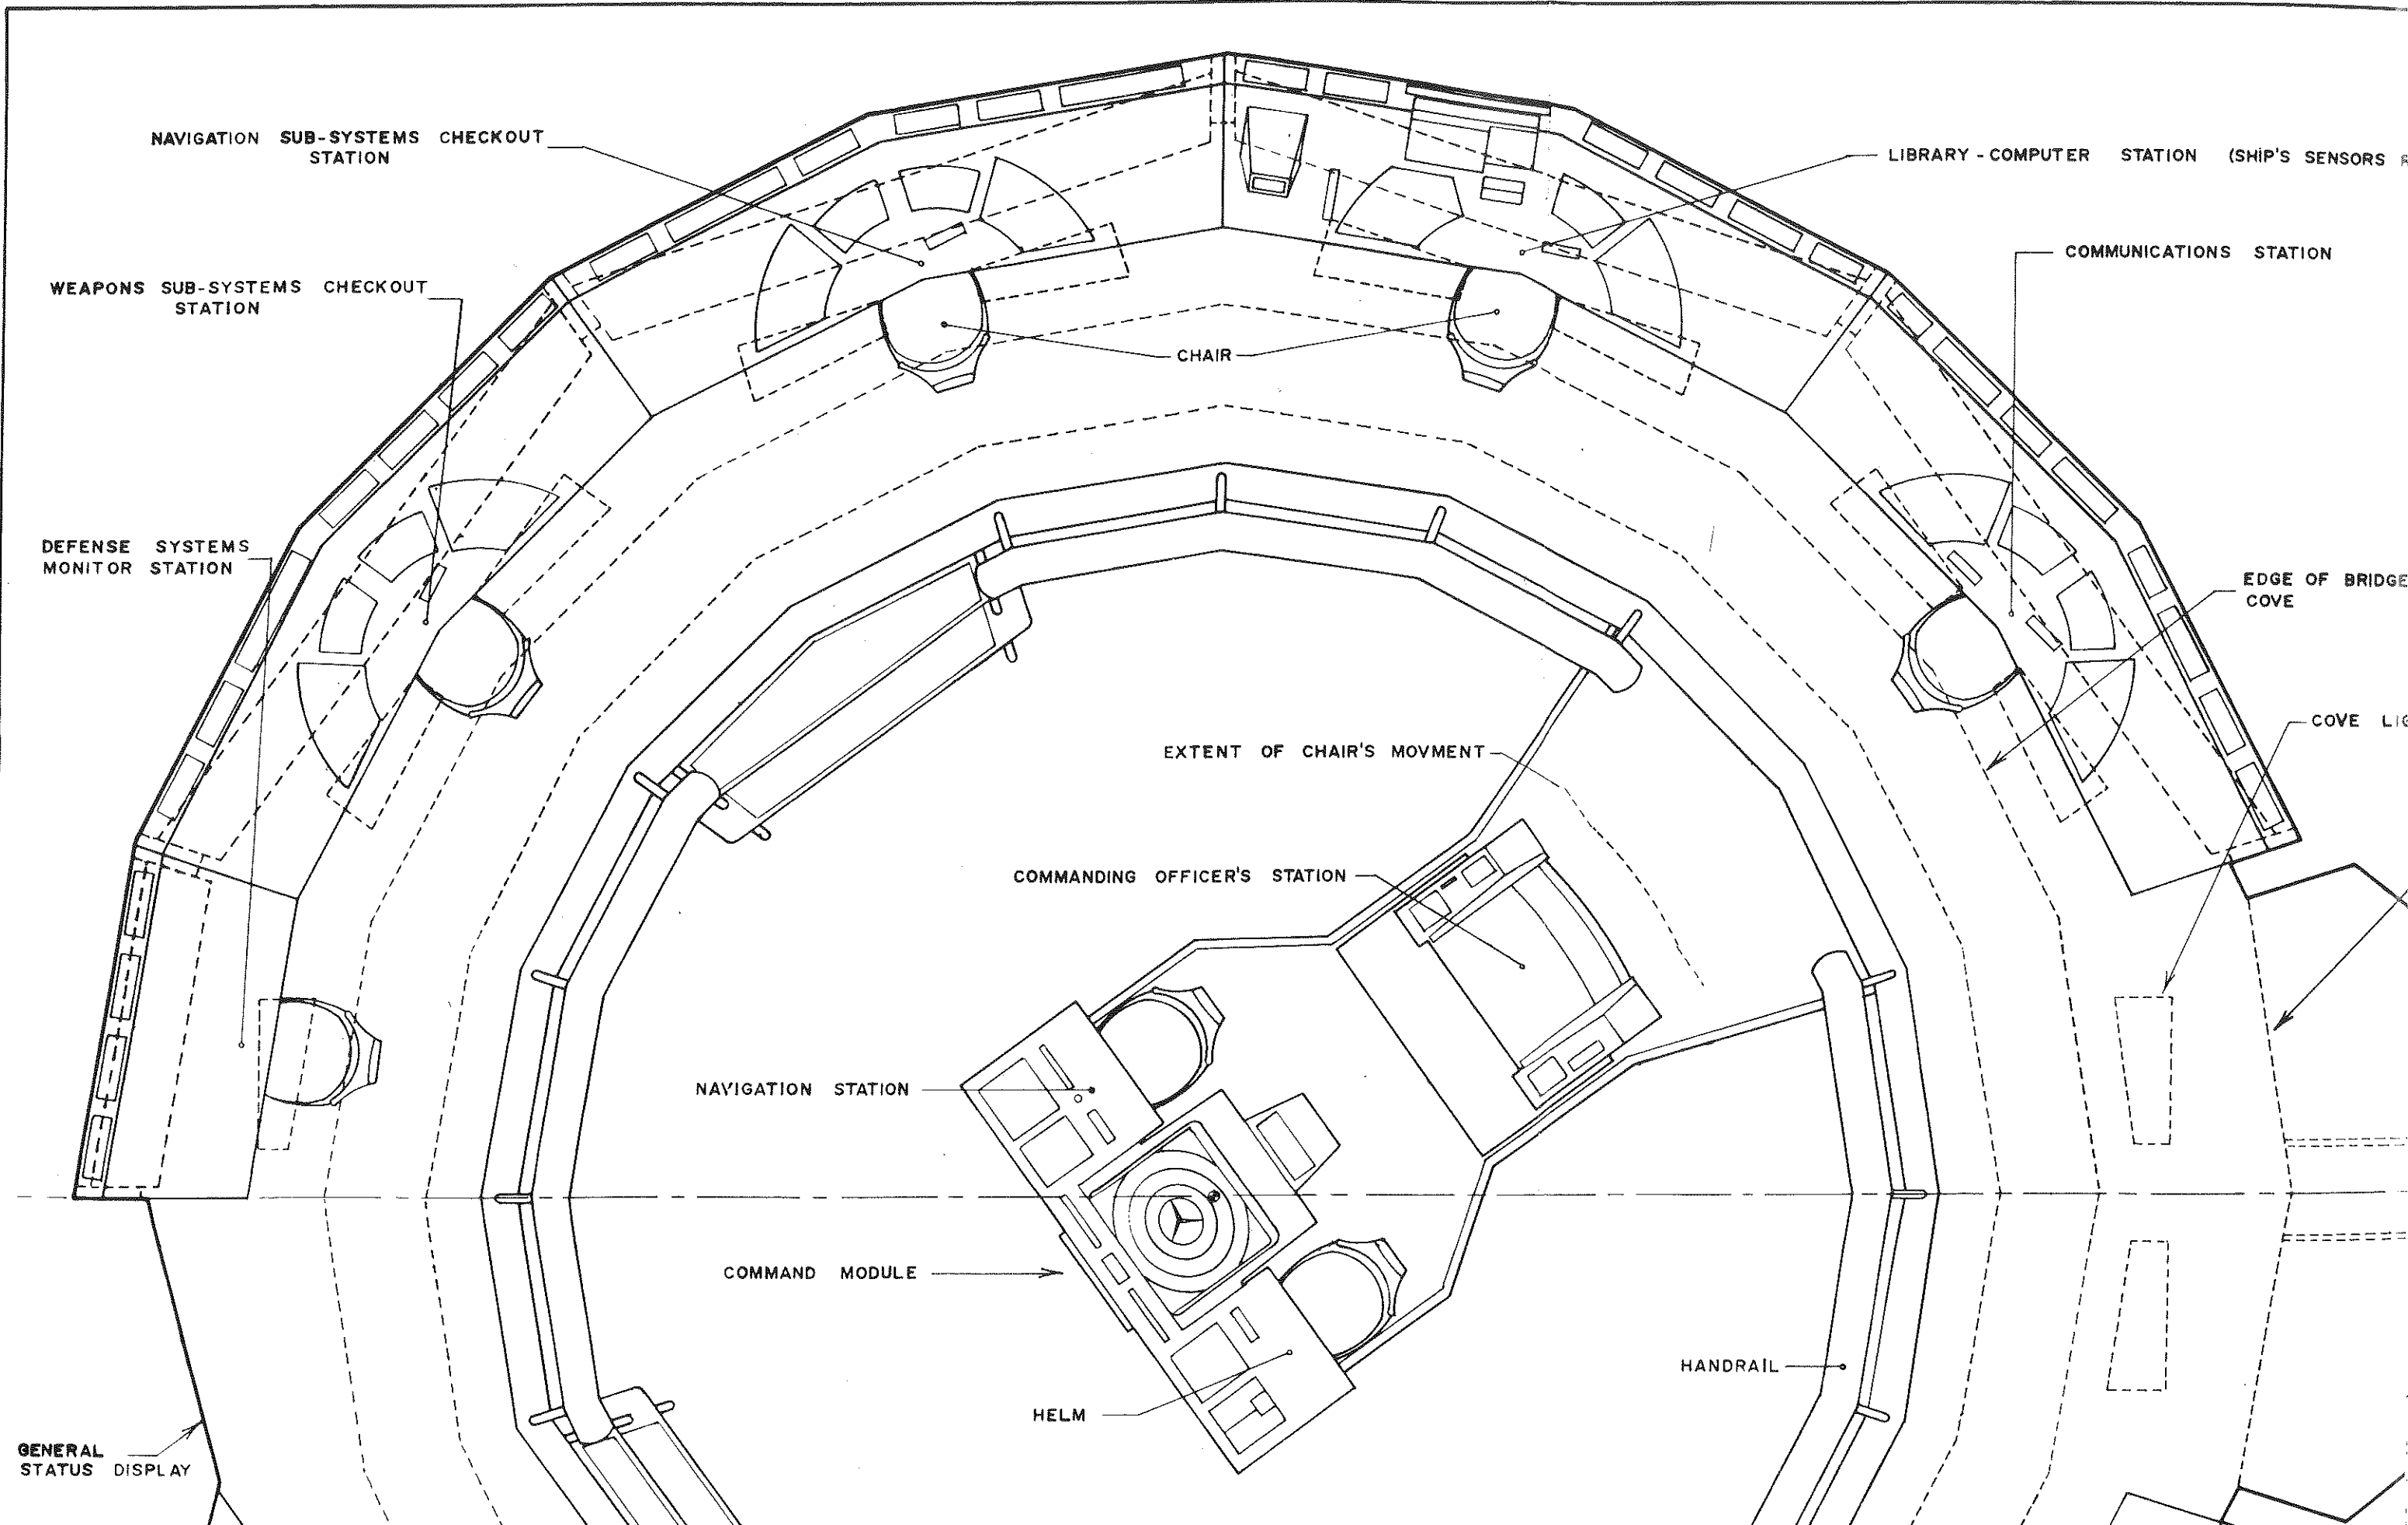 NAVIGATION SUB-SYSTEMS CHECKOUT
STATION
LIBRARY-COMPUTER STATION (SHIP'S SENSORS
WEAPONS SUB-SYSTEMS CHECKOUT
STATION
COMMUNICATIONS STATION
CHAIR
DEFENSE SYSTEMS
MONITOR STATION
EDGE OF BRIDGE
COVE
COVE
EXTENT OF CHAIR'S MOVMENT
COMMANDING OFFICER'S STATION
NAVIGATION STATION
COMMAND MODULE
HANDRAIL
HELM
GENERAL
STATUS DISPLAY